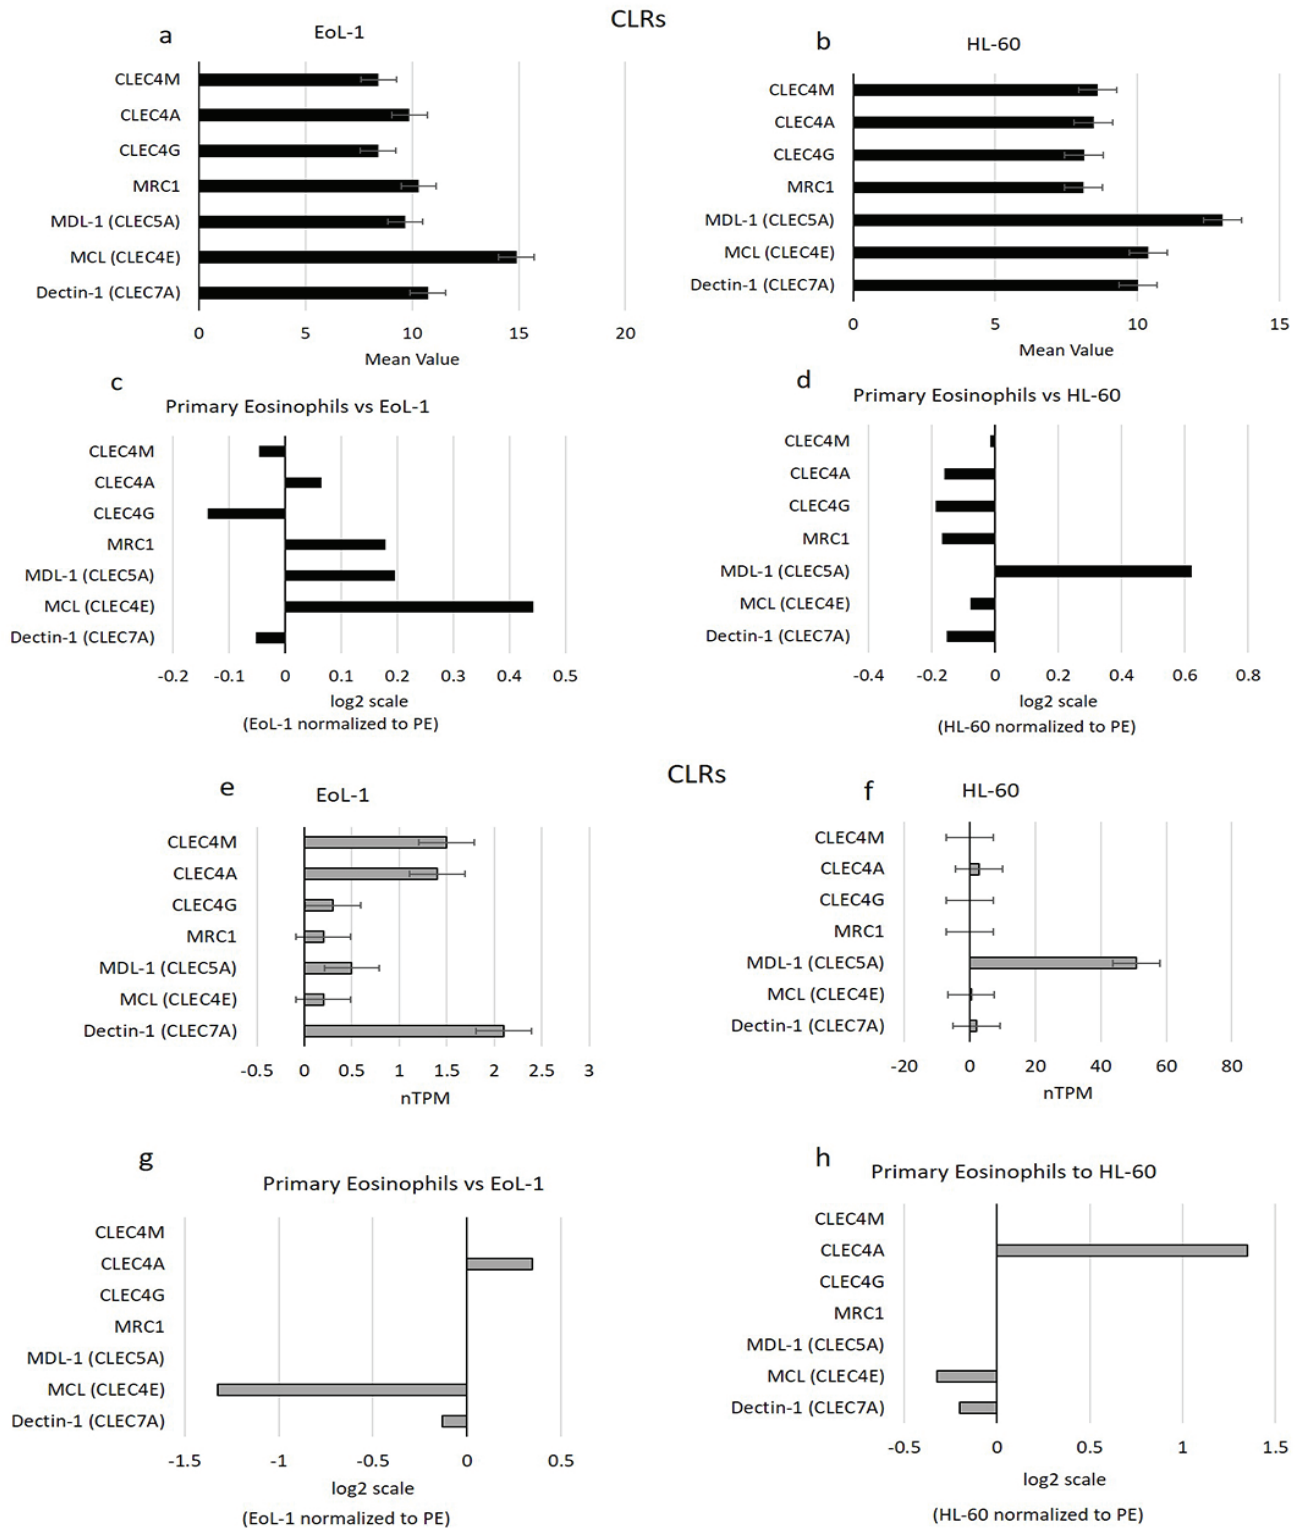 CLRs
a
EoL-1
CLEC4M
CLEC4A
CLEC4G
MRC1
MDL-1 (CLEC5A)
MCL (CLEC4E)
Dectin-1 (CLEC7A)
0 5 10 15 20
Mean Value
b
HL-60
CLEC4M
CLEC4A
CLEC4G
MRC1
MDL-1 (CLEC5A)
MCL (CLEC4E)
Dectin-1 (CLEC7A)
0 5 10 15
Mean Value
c
Primary Eosinophils vs EoL-1
CLEC4M
CLEC4A
CLEC4G
MRC1
MDL-1 (CLEC5A)
MCL (CLEC4E)
Dectin-1 (CLEC7A)
-0.2 -0.1 0 0.1 0.2 0.3 0.4 0.5
log2 scale
(EoL-1 normalized to PE)
d
Primary Eosinophils vs HL-60
CLEC4M
CLEC4A
CLEC4G
MRC1
MDL-1 (CLEC5A)
MCL (CLEC4E)
Dectin-1 (CLEC7A)
-0.4 -0.2 0 0.2 0.4 0.6 0.8
log2 scale
(HL-60 normalized to PE)
CLRs
e
EoL-1
CLEC4M
CLEC4A
CLEC4G
MRC1
MDL-1 (CLEC5A)
MCL (CLEC4E)
Dectin-1 (CLEC7A)
-0.5 0 0.5 1 1.5 2 2.5 3
nTPM
f
HL-60
CLEC4M
CLEC4A
CLEC4G
MRC1
MDL-1 (CLEC5A)
MCL (CLEC4E)
Dectin-1 (CLEC7A)
-20 0 20 40 60 80
nTPM
g
Primary Eosinophils vs EoL-1
CLEC4M
CLEC4A
CLEC4G
MRC1
MDL-1 (CLEC5A)
MCL (CLEC4E)
Dectin-1 (CLEC7A)
-1.5 -1 -0.5 0 0.5
log2 scale
(EoL-1 normalized to PE)
h
Primary Eosinophils to HL-60
CLEC4M
CLEC4A
CLEC4G
MRC1
MDL-1 (CLEC5A)
MCL (CLEC4E)
Dectin-1 (CLEC7A)
-0.5 0 0.5 1 1.5
log2 scale
(HL-60 normalized to PE)